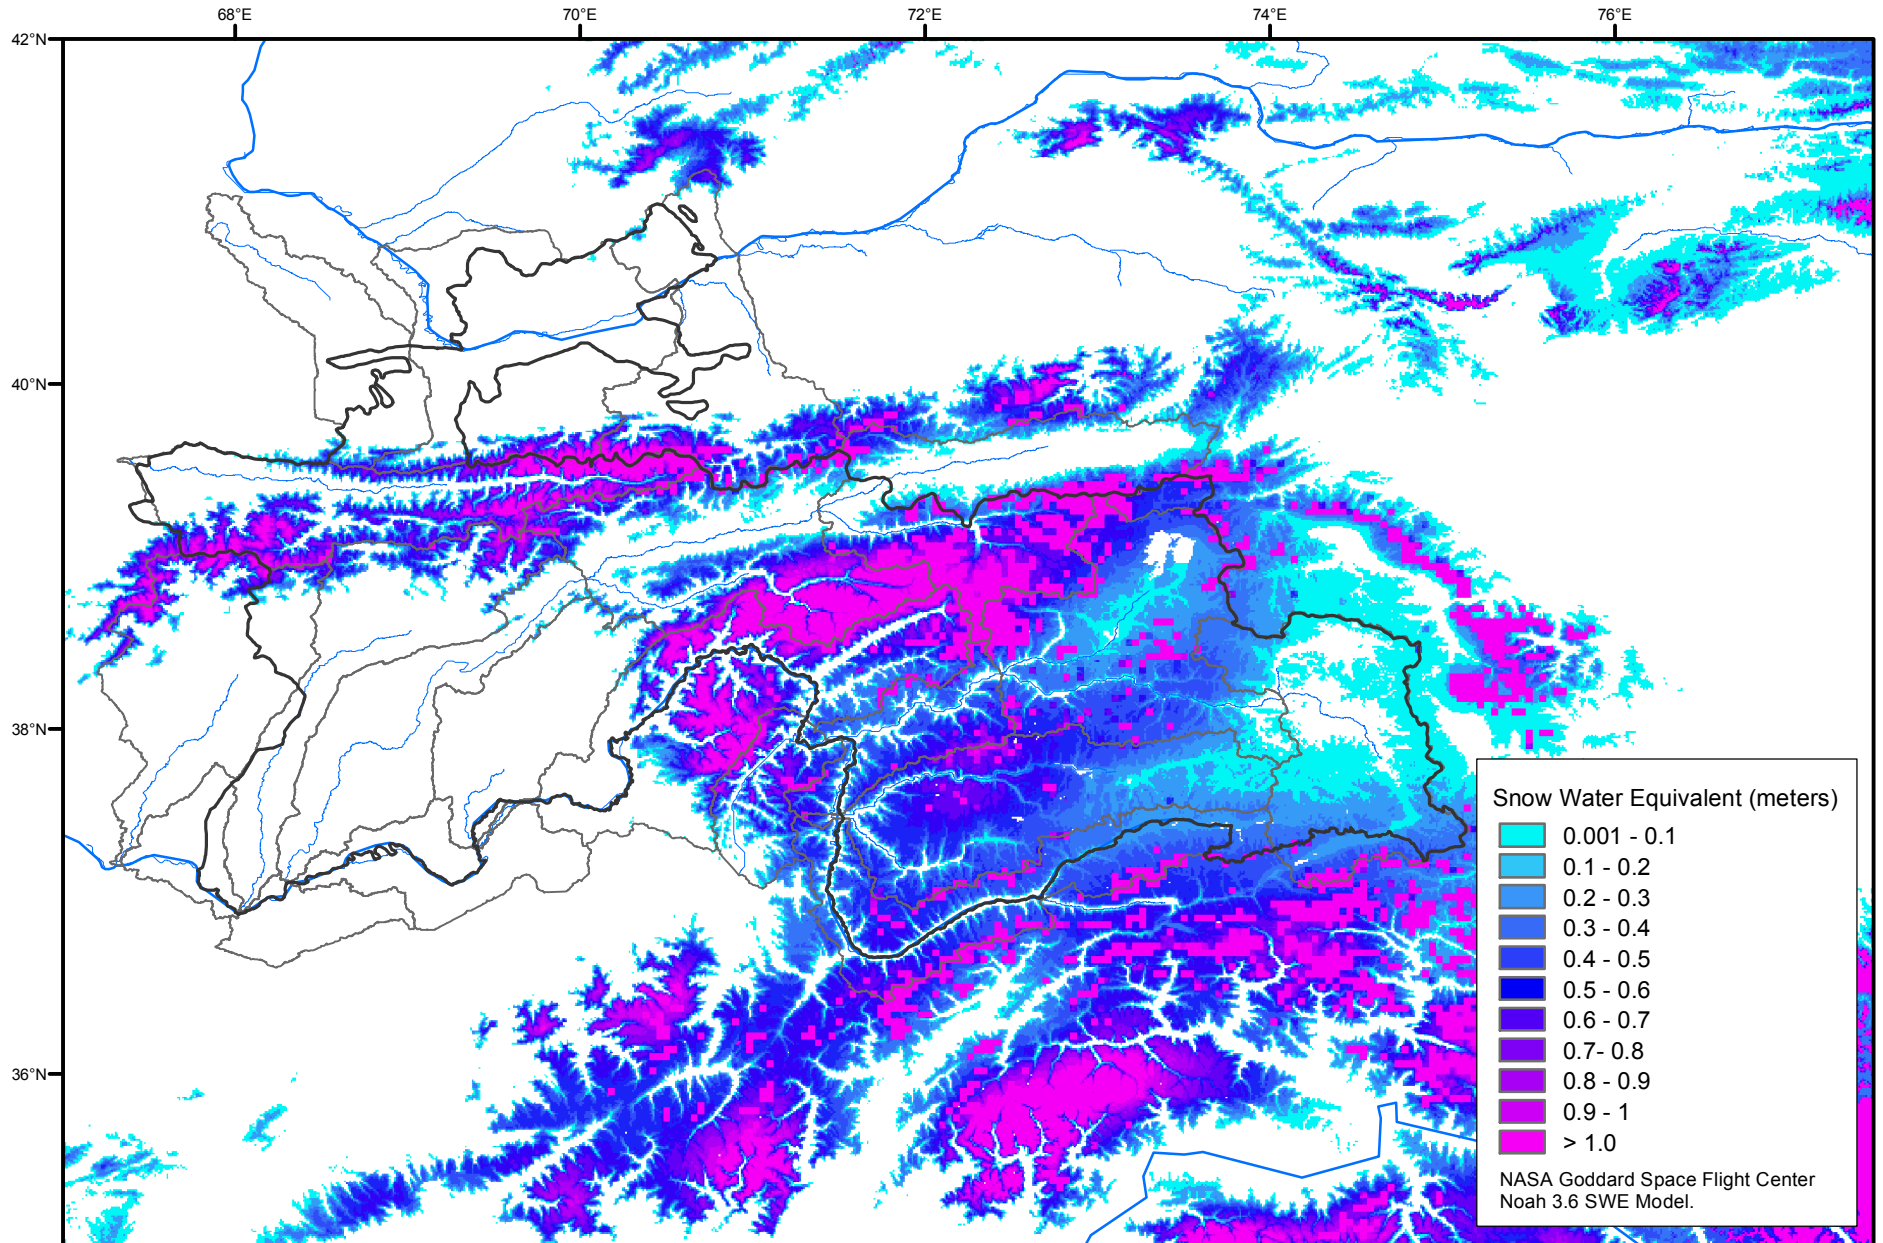 68°E
70°E
72°E
74°E
76°E
42°N
40°N
38°N
36°N
Snow Water Equivalent (meters)
0.001 - 0.1
0.1 - 0.2
0.2 - 0.3
0.3 - 0.4
0.4 - 0.5
0.5 - 0.6
0.6 - 0.7
0.7- 0.8
0.8 - 0.9
0.9 - 1
> 1.0
NASA Goddard Space Flight Center
Noah 3.6 SWE Model.